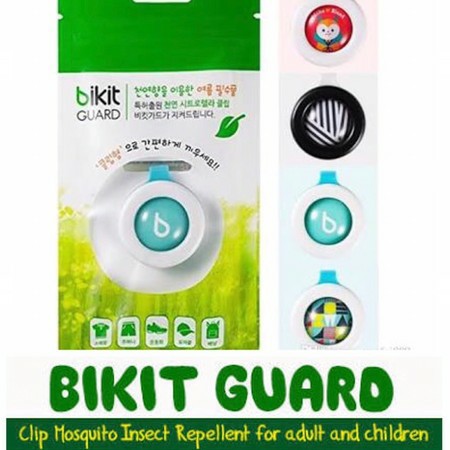 bikit
GUARD
천연향을 이용한 여름 필수품
특허출원 천연 시트로넬라 클립
비킷가드가 지켜드립니다.
'클립형'으로 간편하게 끼우세요!!
b
b
BIKIT GUARD
Clip Mosquito Insect Repellent for adult and children